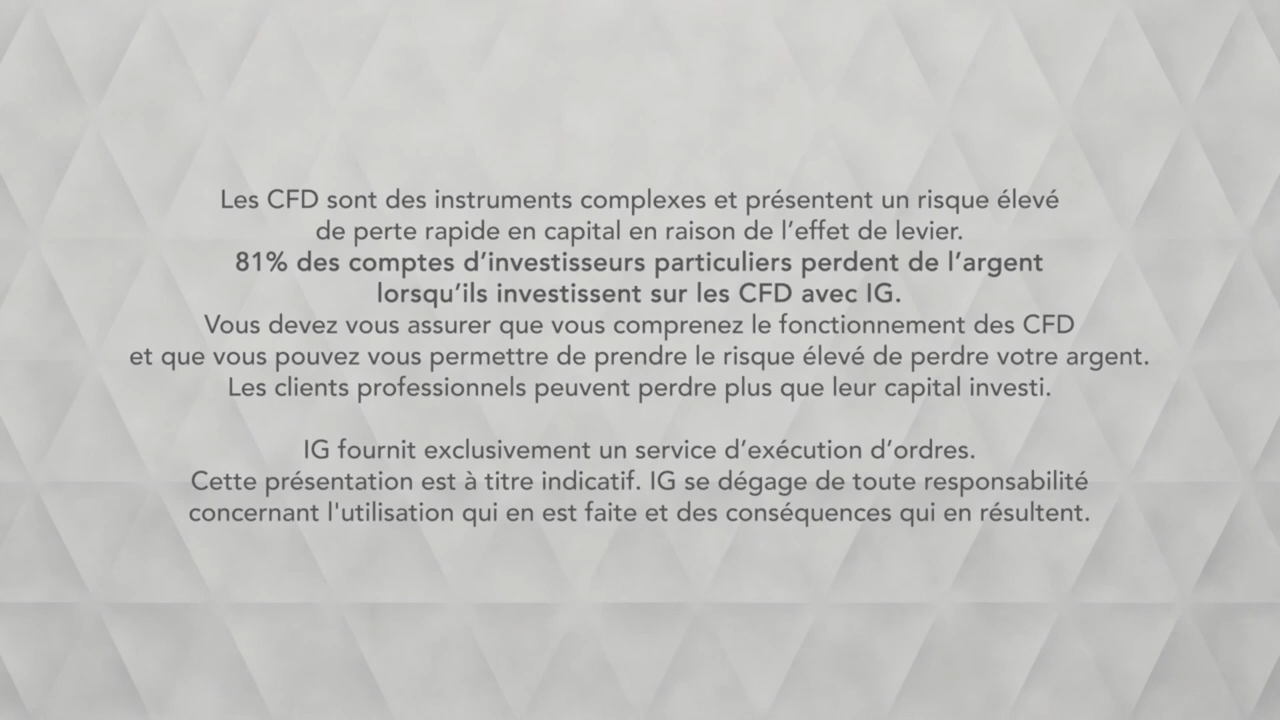 Les CFD sont des instruments complexes et présentent un risque élevé
de perte rapide en capital en raison de l’effet de levier.
81% des comptes d’investisseurs particuliers perdent de l’argent
lorsqu’ils investissent sur les CFD avec IG.
Vous devez vous assurer que vous comprenez le fonctionnement des CFD
et que vous pouvez vous permettre de prendre le risque élevé de perdre votre argent.
Les clients professionnels peuvent perdre plus que leur capital investi.
IG fournit exclusivement un service d’exécution d’ordres.
Cette présentation est à titre indicatif. IG se dégage de toute responsabilité
concernant l'utilisation qui en est faite et des conséquences qui en résultent.